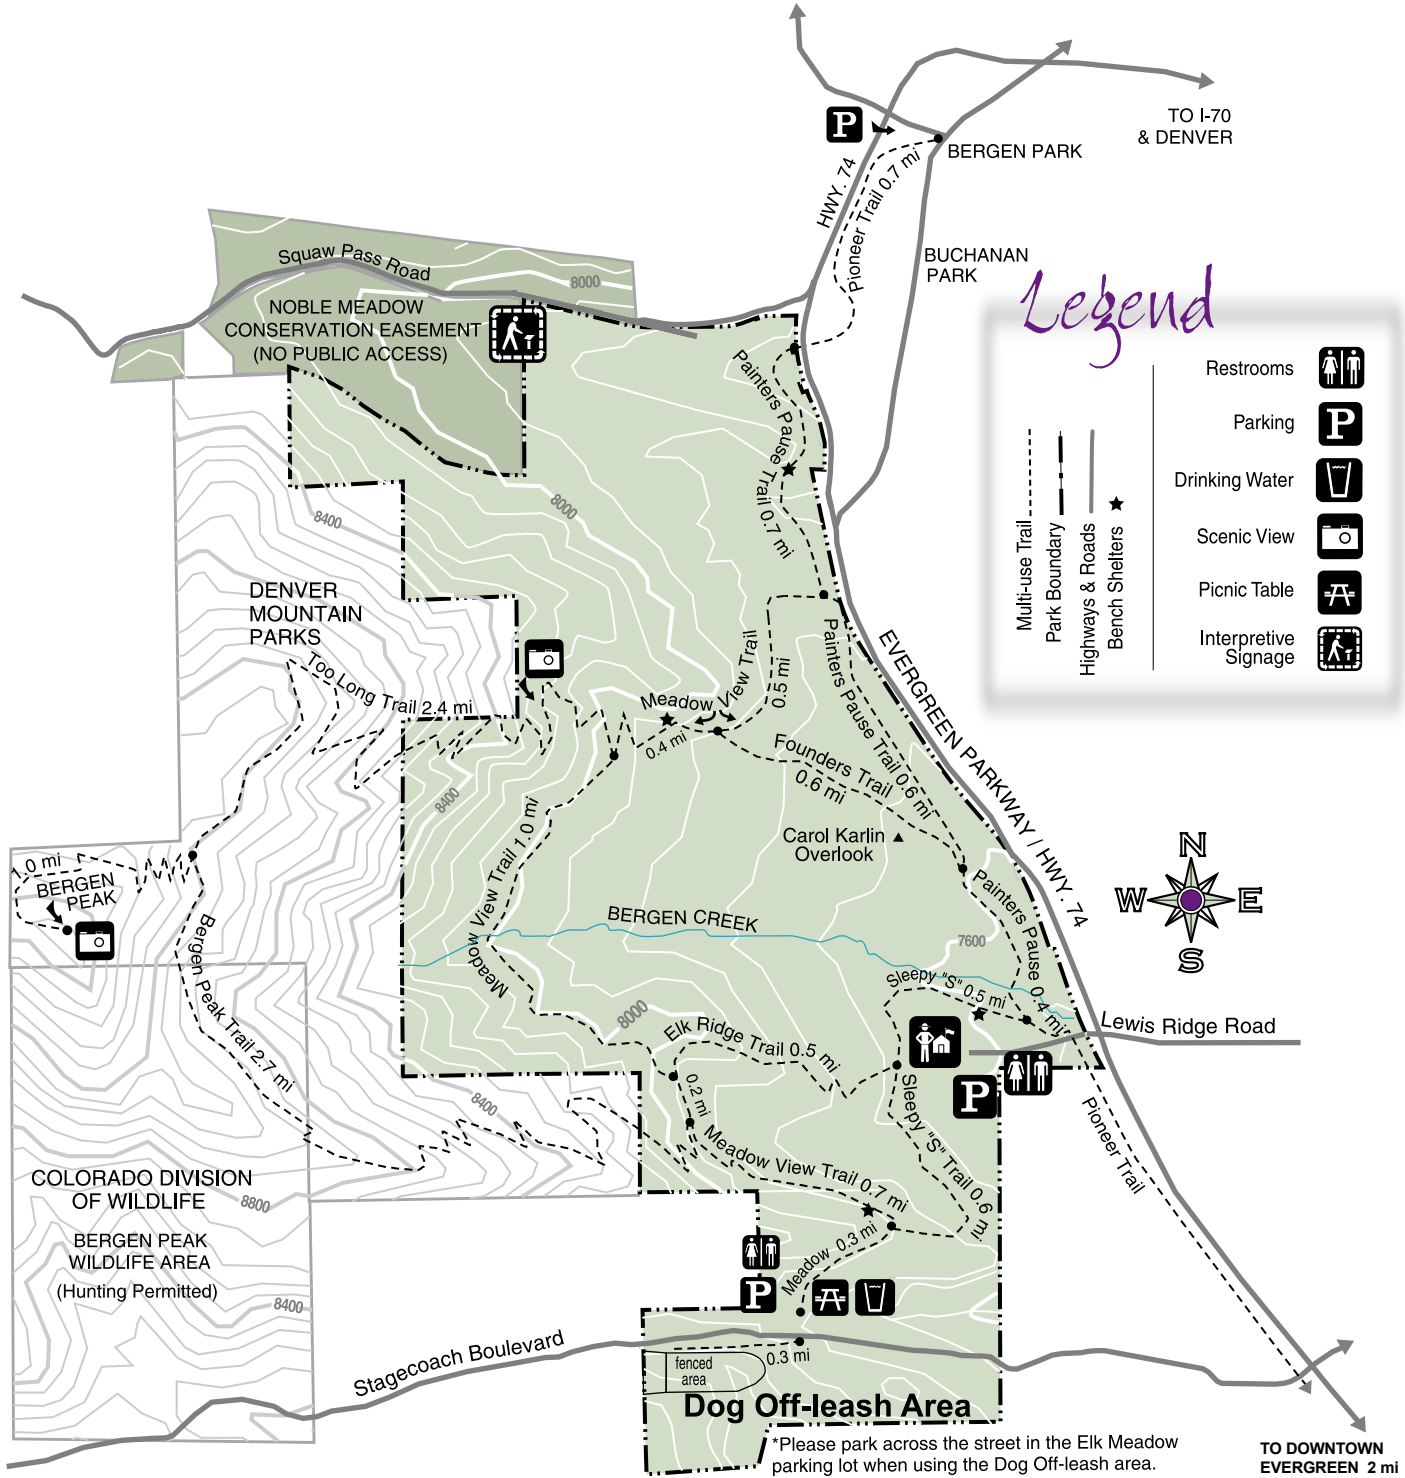 TO I-70
& DENVER
P
BERGEN PARK
HWY. 74
Pioneer Trail 0.7 mi
BUCHANAN
PARK
Squaw Pass Road
8000
NOBLE MEADOW
CONSERVATION EASEMENT
(NO PUBLIC ACCESS)
Legend
Restrooms
Parking
P
Drinking Water
Scenic View
Picnic Table
Interpretive
Signage
Multi-use Trail
Park Boundary
Highways & Roads
Bench Shelters
Painters Pause Trail 0.7 mi
8400
8000
DENVER
MOUNTAIN
PARKS
Too Long Trail 2.4 mi
Meadow View Trail
0.5 mi
0.4 mi
Painters Pause Trail 0.6 mi
EVERGREEN PARKWAY / HWY. 74
Founders Trail
0.6 mi
8400
Meadow View Trail 1.0 mi
Carol Karlin
Overlook
1.0 mi
BERGEN
PEAK
N
W
E
S
BERGEN CREEK
Painters Pause 0.4 mi
7600
Bergen Peak Trail 2.7 mi
Sleepy "S" 0.5 mi
8000
Elk Ridge Trail 0.5 mi
Lewis Ridge Road
P
0.2 mi
8400
Sleepy "S" Trail 0.6 mi
Pioneer Trail
Meadow View Trail 0.7 mi
COLORADO DIVISION
OF WILDLIFE
8800
BERGEN PEAK
WILDLIFE AREA
(Hunting Permitted)
8400
Meadow 0.3 mi
P
Stagecoach Boulevard
0.3 mi
fenced
area
Dog Off-leash Area
*Please park across the street in the Elk Meadow
parking lot when using the Dog Off-leash area.
TO DOWNTOWN
EVERGREEN 2 mi